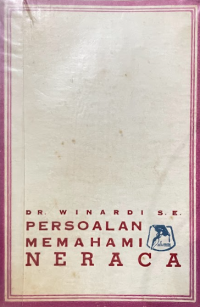 DR. WINARDI S.E.
PERSOALAN
MEMAHAMI
NERACA